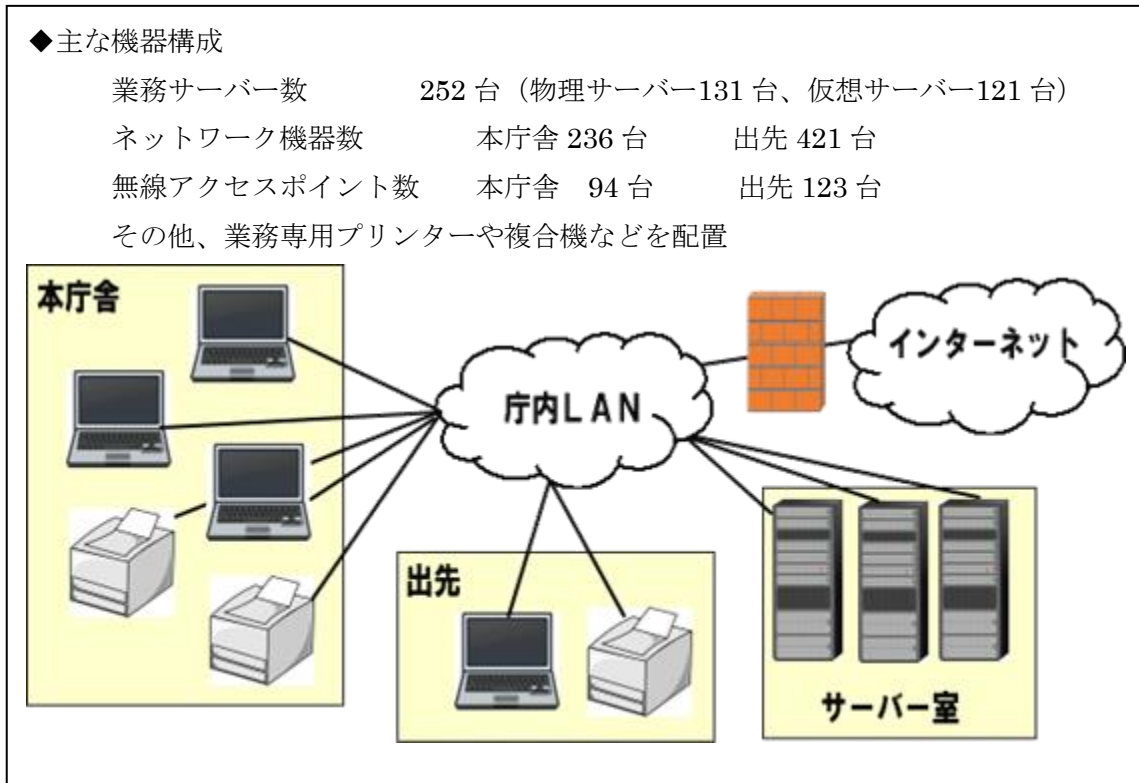 ◆主な機器構成
業務サーバー数 252 台（物理サーバー131 台、仮想サーバー121 台）
ネットワーク機器数 本庁舎 236 台 出先 421 台
無線アクセスポイント数 本庁舎 94 台 出先 123 台
その他、業務専用プリンターや複合機などを配置
本庁舎
インターネット
庁内LAN
出先
サーバー室